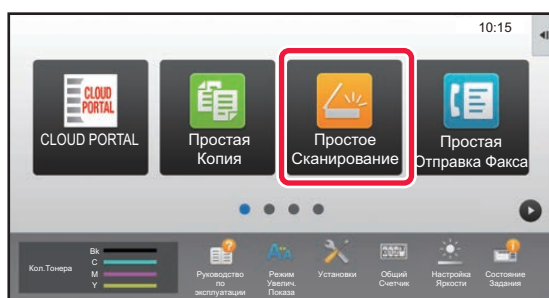 10:15
CLOUD
PORTAL
CLOUD PORTAL
Простая
Копия
Простое
Сканирование
Простая
Отправка Факса
Кол.Тонера
Bk
C
M
Y
Руководство
по
эксплуатации
Режим
Увелич.
Показа
Установки
Общий
Счетчик
Настройка
Яркости
Состояние
Задания